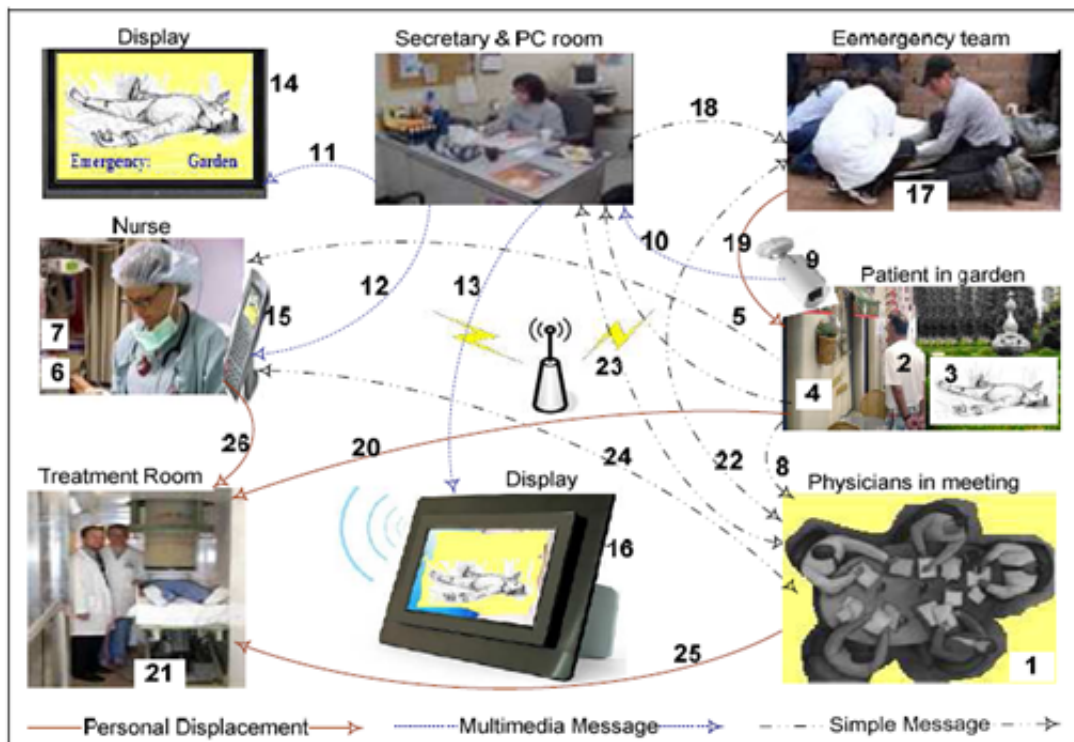 Display
Secretary & PC room
Eemergency team
14
18
Emergency: Garden
11
17
Nurse
10
19
9
Patient in garden
12
13
5
15
7
2
6
23
4
3
26
20
24
22
8
Treatment Room
Display
Physicians in meeting
16
25
21
1
Personal Displacement
Multimedia Message
Simple Message